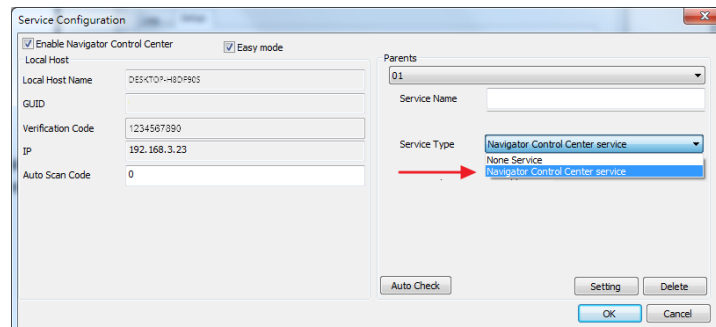 Service Configuration
Enable Navigator Control Center
Easy mode
Local Host
Local Host Name
DESKTOP-H8DF90S
GUID
Verification Code
1234567890
IP
192.168.3.23
Auto Scan Code
0
Parents
01
Service Name
Service Type
Navigator Control Center service
None Service
Navigator Control Center service
Auto Check
Setting
Delete
OK
Cancel